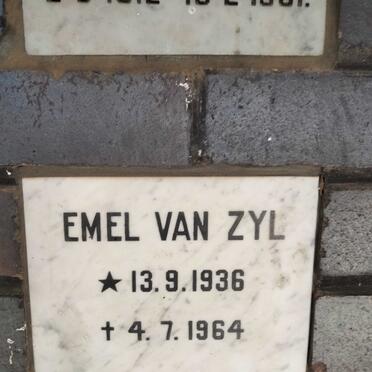 EMEL VAN ZYL
★ 13.9.1936
✝ 4.7.1964